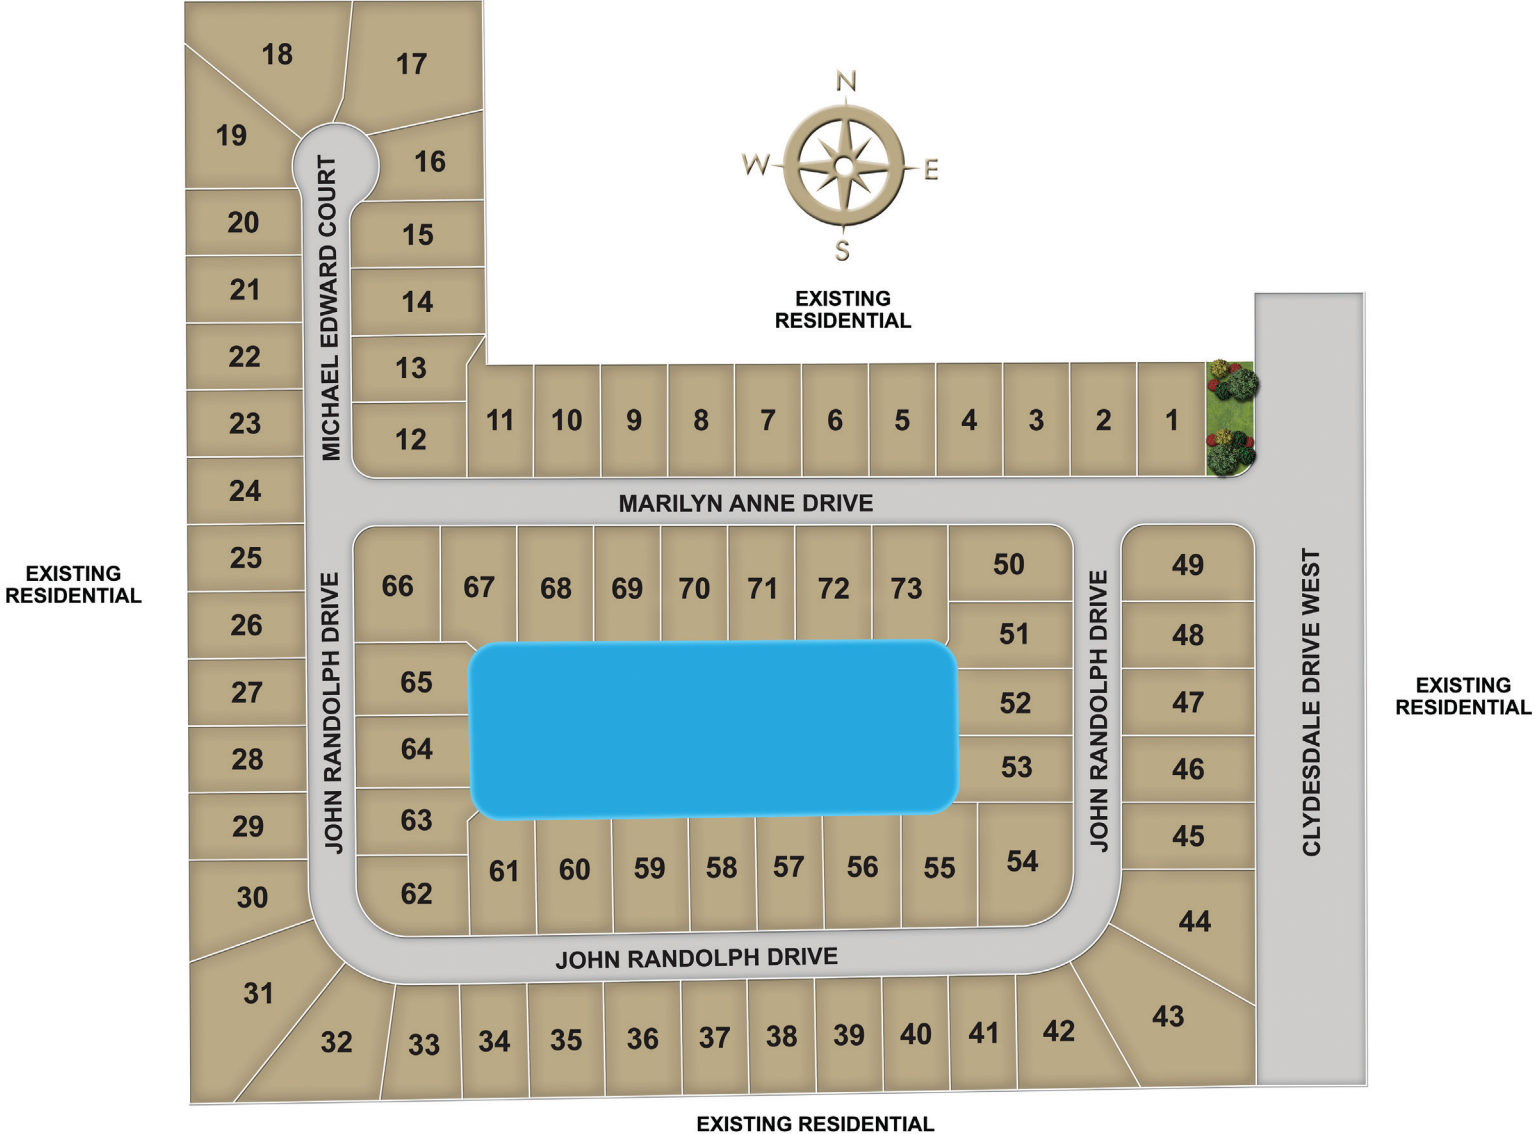 18
17
19
16
N
W
E
S
20
15
21
14
22
13
23
12
24
MICHAEL EDWARD COURT
EXISTING
RESIDENTIAL
11 10 9 8 7 6 5 4 3 2 1
MARILYN ANNE DRIVE
EXISTING
RESIDENTIAL
25
26
27
28
29
30
31
JOHN RANDOLPH DRIVE
66 67 68 69 70 71 72 73
50
51
52
53
54
65
64
63
62
61 60 59 58 57 56 55
JOHN RANDOLPH DRIVE
49
48
47
46
45
44
43
CLYDESDALE DRIVE WEST
EXISTING
RESIDENTIAL
JOHN RANDOLPH DRIVE
32 33 34 35 36 37 38 39 40 41 42
EXISTING RESIDENTIAL